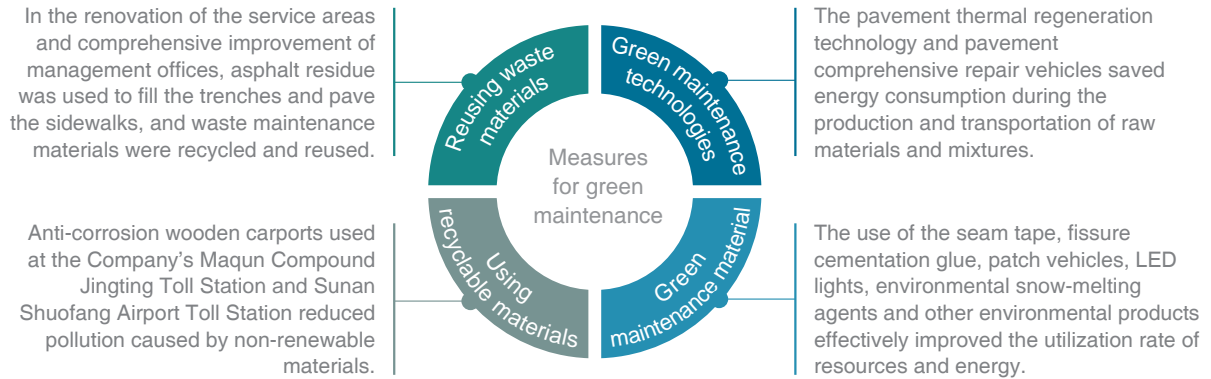 In the renovation of the service areas
and comprehensive improvement of
management offices, asphalt residue
was used to fill the trenches and pave
the sidewalks, and waste maintenance
materials were recycled and reused.
Reusing waste
materials
Green maintenance
technologies
The pavement thermal regeneration
technology and pavement
comprehensive repair vehicles saved
energy consumption during the
production and transportation of raw
materials and mixtures.
Measures
for green
maintenance
Anti-corrosion wooden carports used
at the Company's Maqun Compound
Jingting Toll Station and Sunan
Shuofang Airport Toll Station reduced
pollution caused by non-renewable
materials.
Using
recyclable materials
Green
maintenance material
The use of the seam tape, fissure
cementation glue, patch vehicles, LED
lights, environmental snow-melting
agents and other environmental products
effectively improved the utilization rate of
resources and energy.